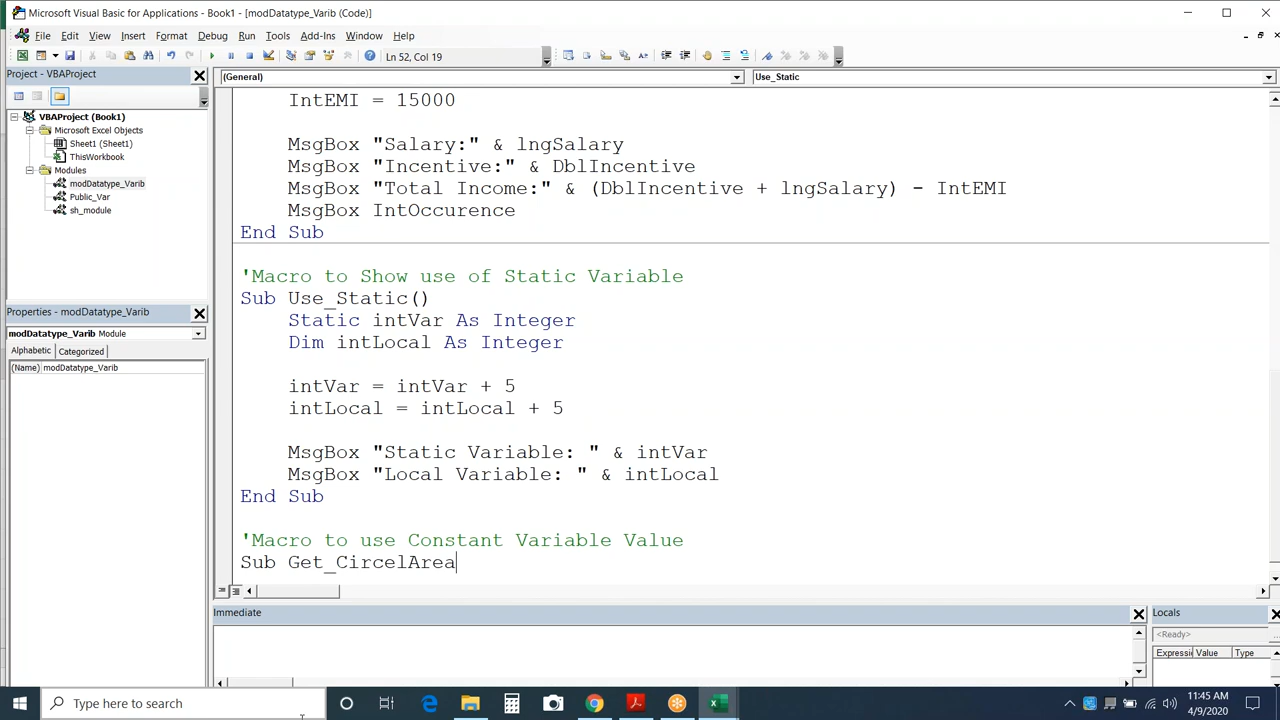 Microsoft Visual Basic for Applications - Book1 - [modDatatype_Varib (Code)]
File Edit View Insert Format Debug Run Tools Add-Ins Window Help
Ln 52, Col 19
Project - VBAProject
VBAProject (Book1)
Microsoft Excel Objects
Sheet1 (Sheet1)
ThisWorkbook
Modules
modDatatype_Varib
Public_Var
sh_module
Properties - modDatatype_Varib
modDatatype_Varib Module
Alphabetic Categorized
(Name) modDatatype_Varib
(General) Use_Static
IntEMI = 15000
MsgBox "Salary:" & lngSalary
MsgBox "Incentive:" & DblIncentive
MsgBox "Total Income:" & (DblIncentive + lngSalary) - IntEMI
MsgBox IntOccurence
End Sub
'Macro to Show use of Static Variable
Sub Use_Static()
Static intVar As Integer
Dim intLocal As Integer
intVar = intVar + 5
intLocal = intLocal + 5
MsgBox "Static Variable: " & intVar
MsgBox "Local Variable: " & intLocal
End Sub
'Macro to use Constant Variable Value
Sub Get_CircelArea
Immediate
Locals
<Ready>
Expressi Value Type
Type here to search
11:45 AM
4/9/2020